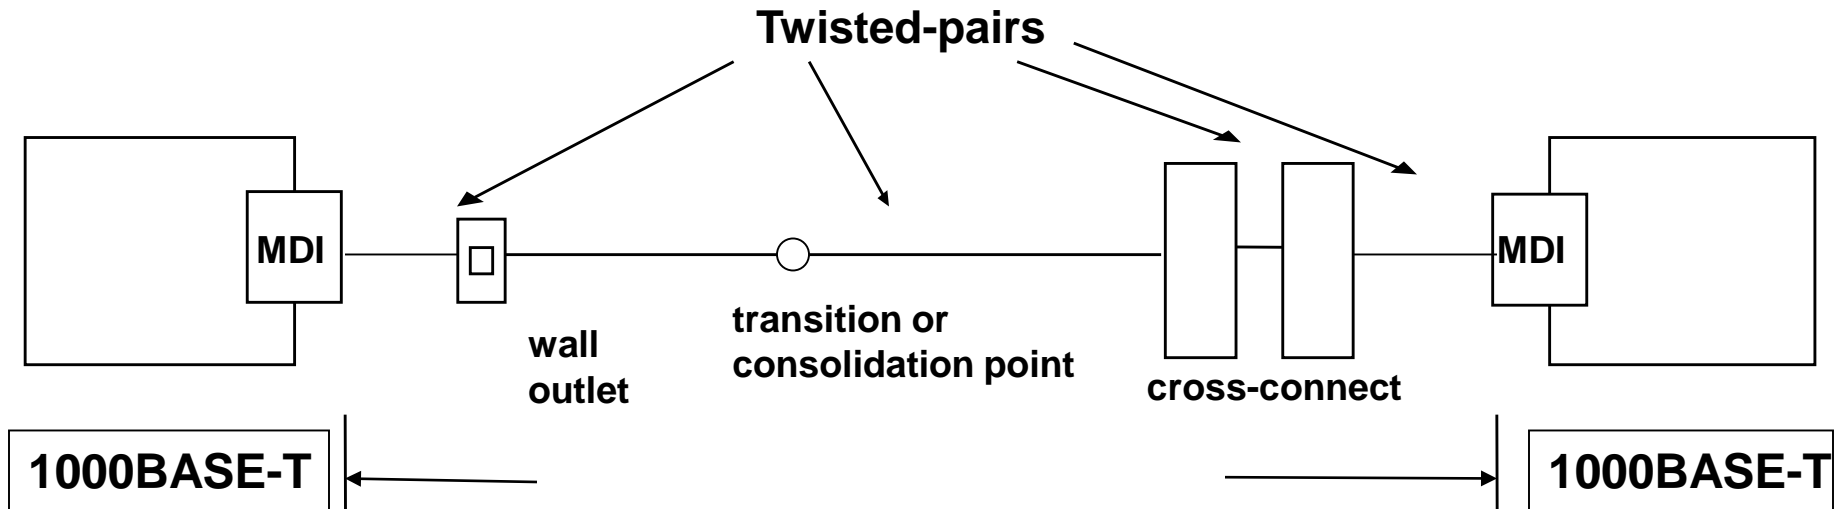 Twisted-pairs
MDI
MDI
wall
outlet
transition or
consolidation point
cross-connect
1000BASE-T
1000BASE-T